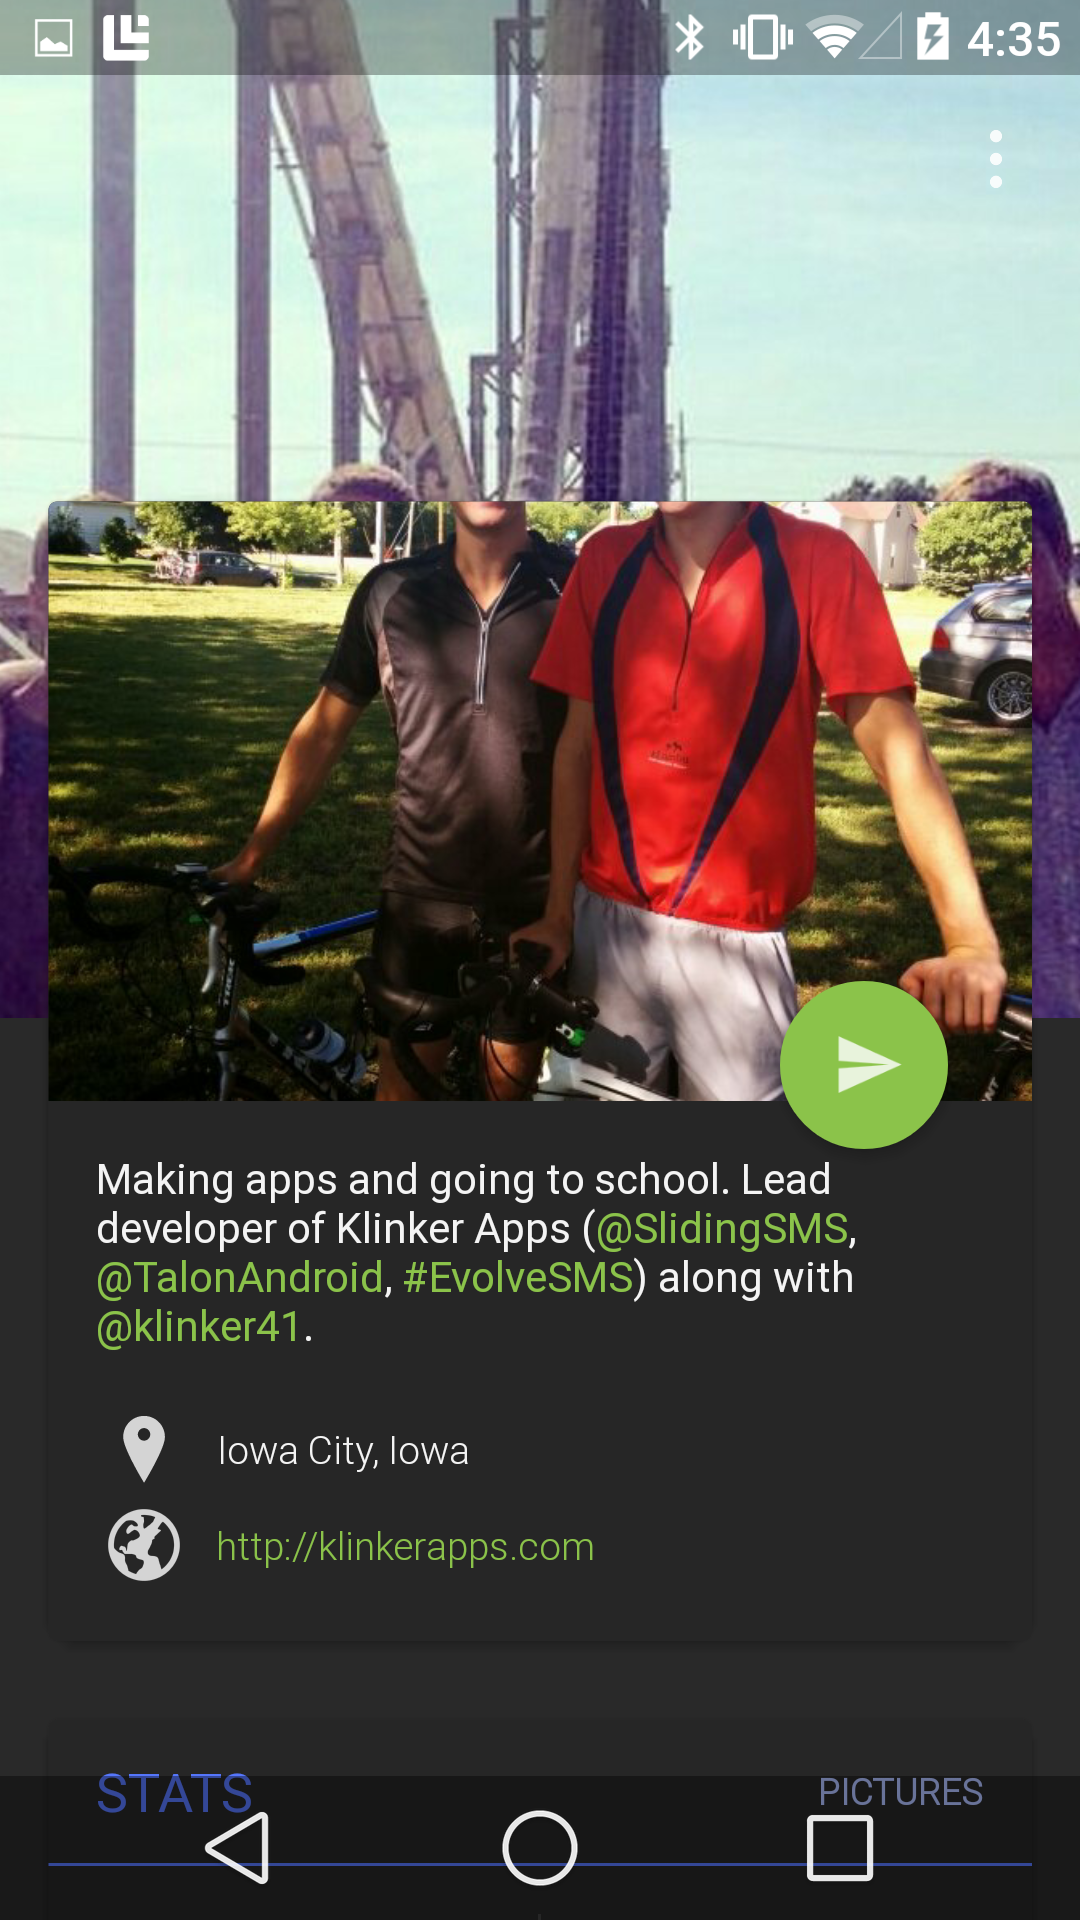 4:35
Making apps and going to school. Lead
developer of Klinker Apps (@SlidingSMS,
@TalonAndroid, #EvolveSMS) along with
@klinker41.
Iowa City, Iowa
http://klinkerapps.com
STATS
PICTURES